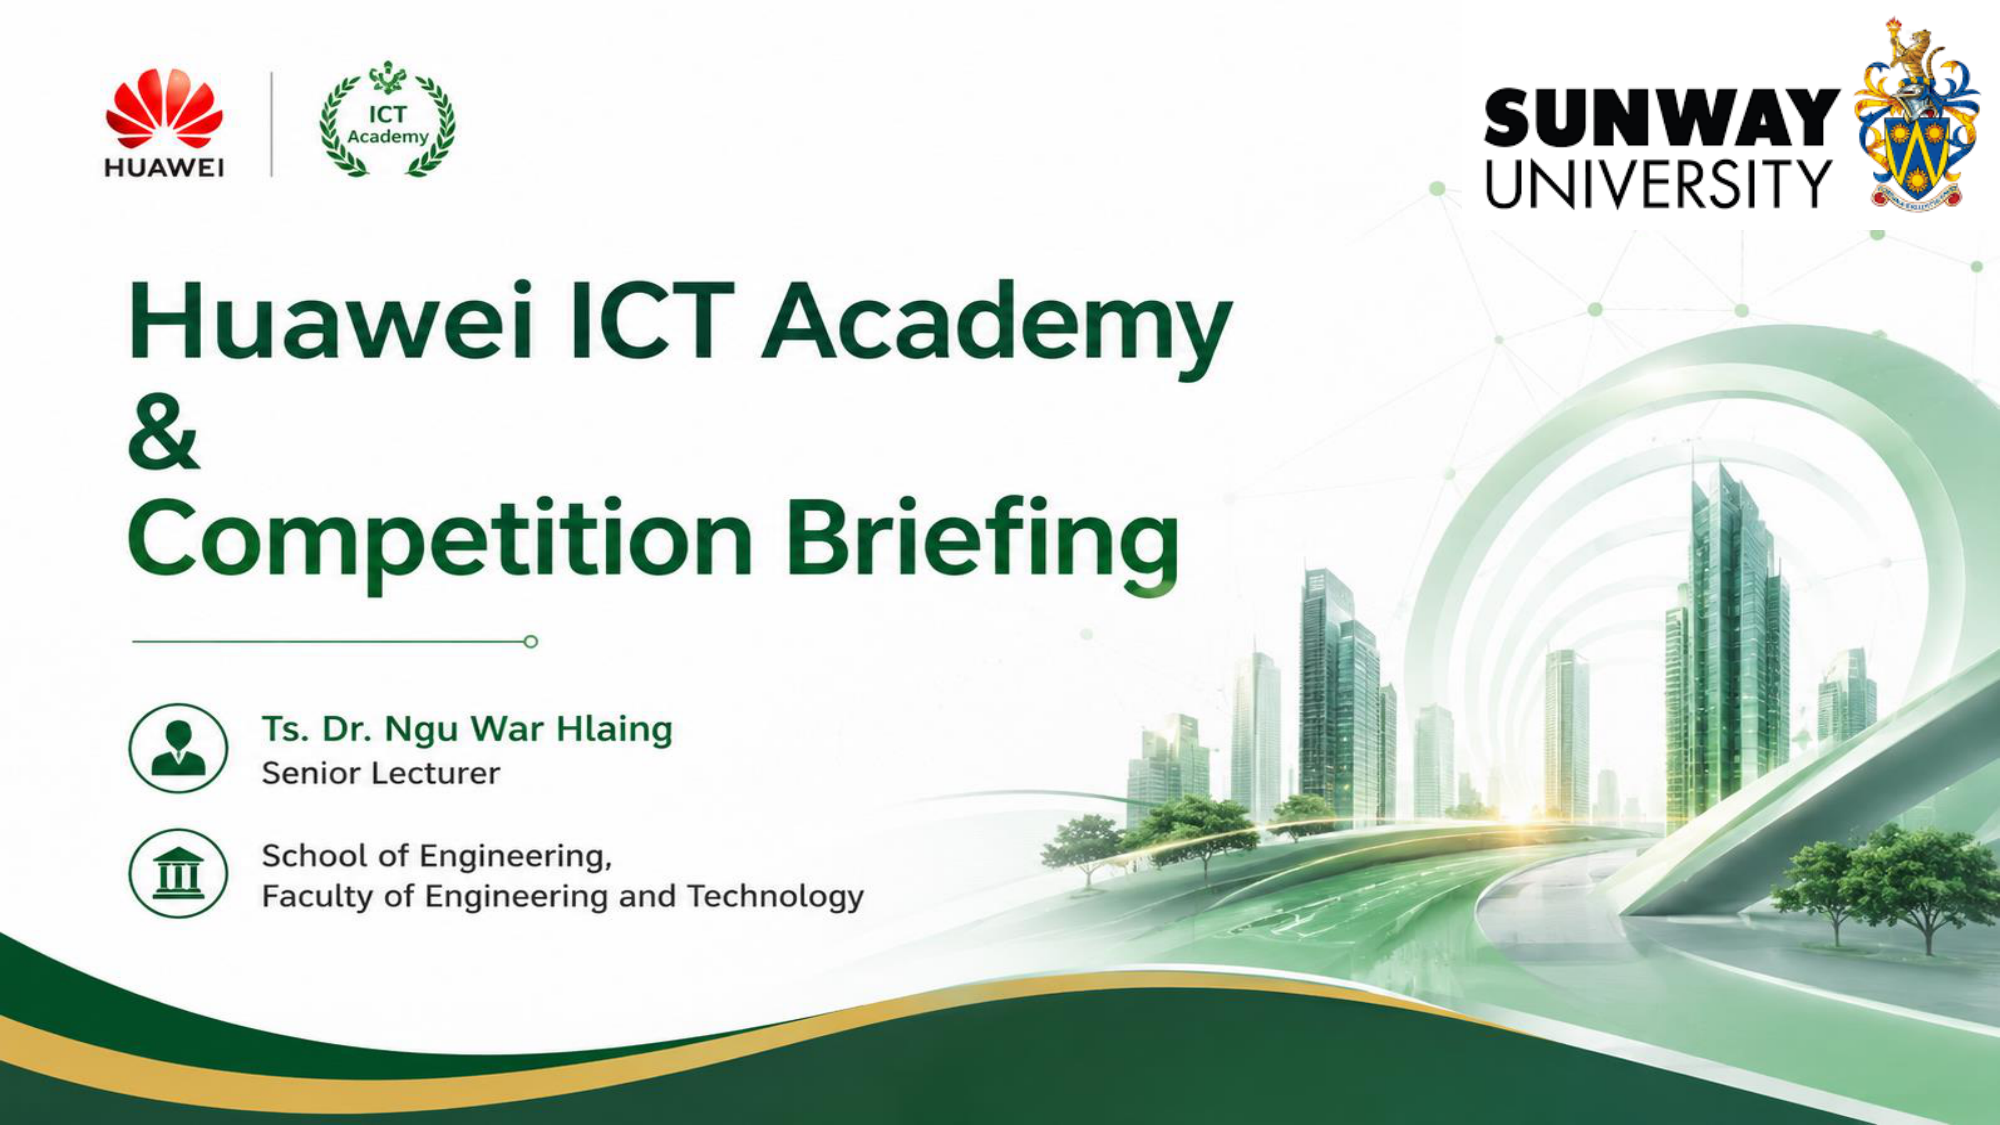 HUAWEI
ICT
Academy
SUNWAY
UNIVERSITY
Huawei ICT Academy
&
Competition Briefing
Ts. Dr. Ngu War Hlaing
Senior Lecturer
School of Engineering,
Faculty of Engineering and Technology